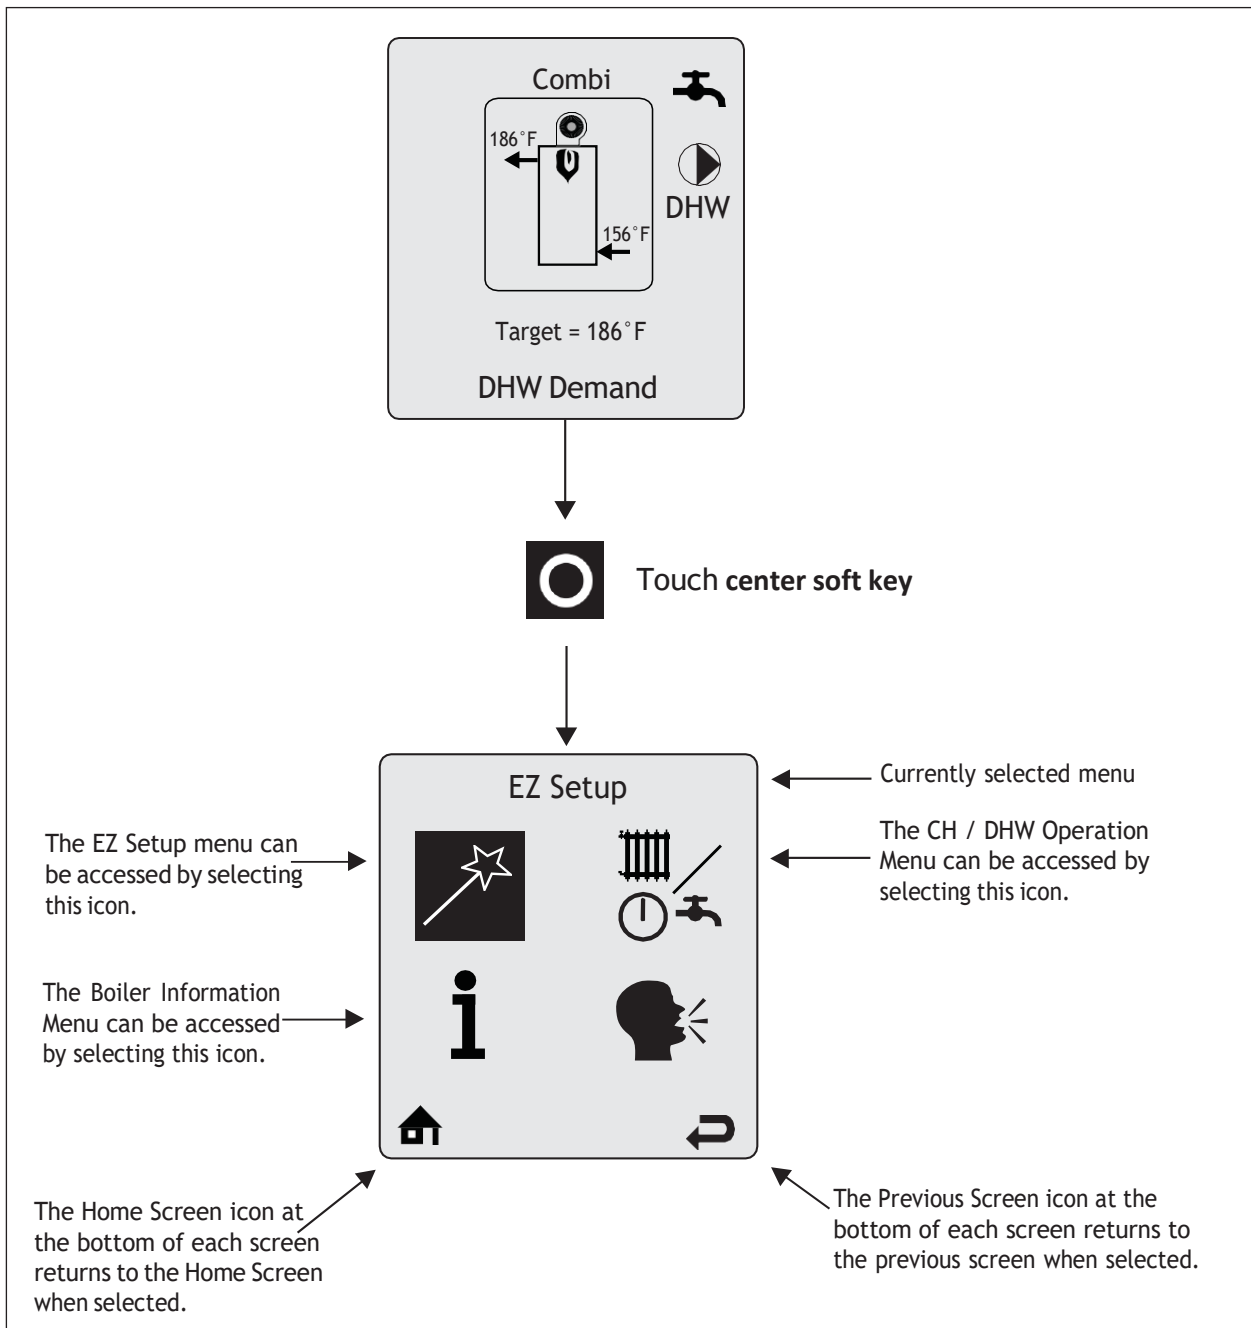 Combi
186°F
156°F
DHW
Target = 186°F
DHW Demand
Touch center soft key
EZ Setup
Currently selected menu
The EZ Setup menu can
be accessed by selecting
this icon.
The CH / DHW Operation
Menu can be accessed by
selecting this icon.
The Boiler Information
Menu can be accessed
by selecting this icon.
The Home Screen icon at
the bottom of each screen
returns to the Home Screen
when selected.
The Previous Screen icon at the
bottom of each screen returns to
the previous screen when selected.